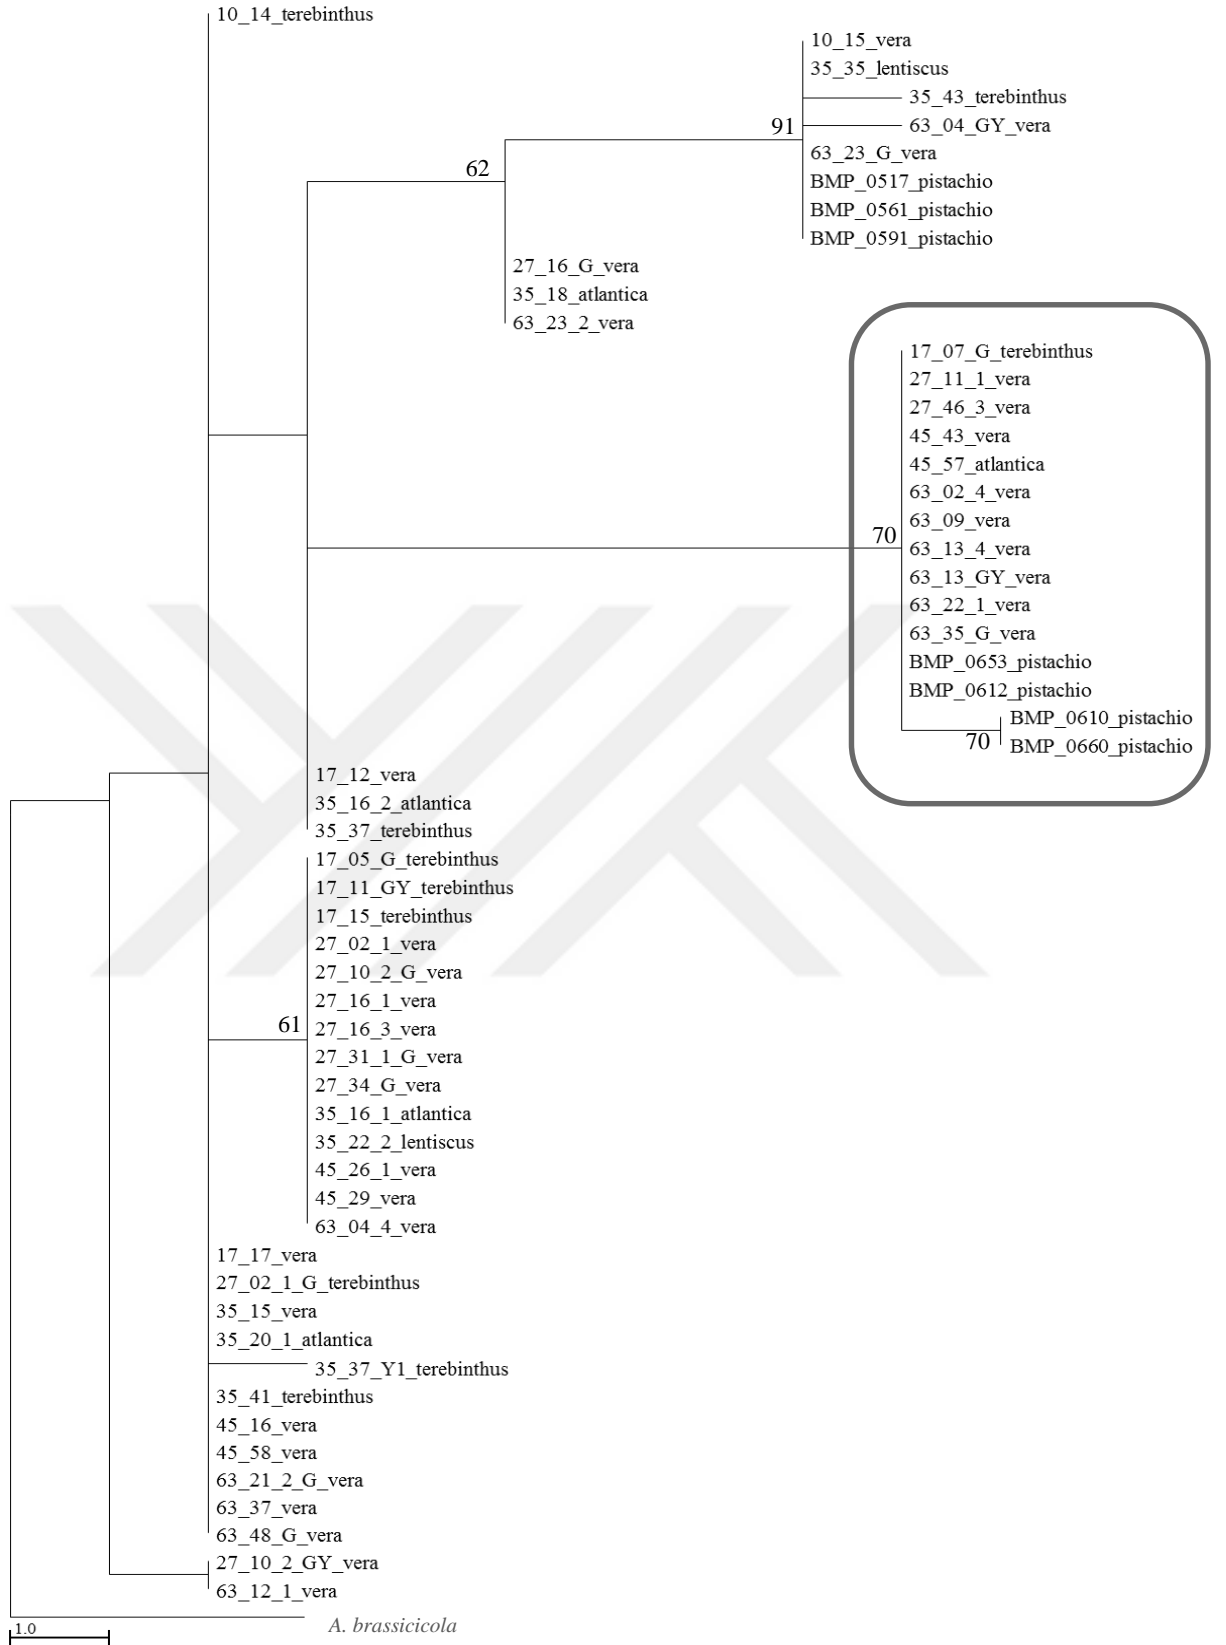 10_14_terebinthus
10_15_vera
35_35_lentiscus
35_43_terebinthus
63_04_GY_vera
91
63_23_G_vera
62
BMP_0517_pistachio
BMP_0561_pistachio
BMP_0591_pistachio
27_16_G_vera
35_18_atlantica
63_23_2_vera
17_07_G_terebinthus
27_11_1_vera
27_46_3_vera
45_43_vera
45_57_atlantica
63_02_4_vera
63_09_vera
70
63_13_4_vera
63_13_GY_vera
63_22_1_vera
63_35_G_vera
BMP_0653_pistachio
BMP_0612_pistachio
BMP_0610_pistachio
70
BMP_0660_pistachio
17_12_vera
35_16_2_atlantica
35_37_terebinthus
17_05_G_terebinthus
17_11_GY_terebinthus
17_15_terebinthus
27_02_1_vera
27_10_2_G_vera
27_16_1_vera
61
27_16_3_vera
27_31_1_G_vera
27_34_G_vera
35_16_1_atlantica
35_22_2_lentiscus
45_26_1_vera
45_29_vera
63_04_4_vera
17_17_vera
27_02_1_G_terebinthus
35_15_vera
35_20_1_atlantica
35_37_Y1_terebinthus
35_41_terebinthus
45_16_vera
45_58_vera
63_21_2_G_vera
63_37_vera
63_48_G_vera
27_10_2_GY_vera
63_12_1_vera
A. brassicicola
1.0